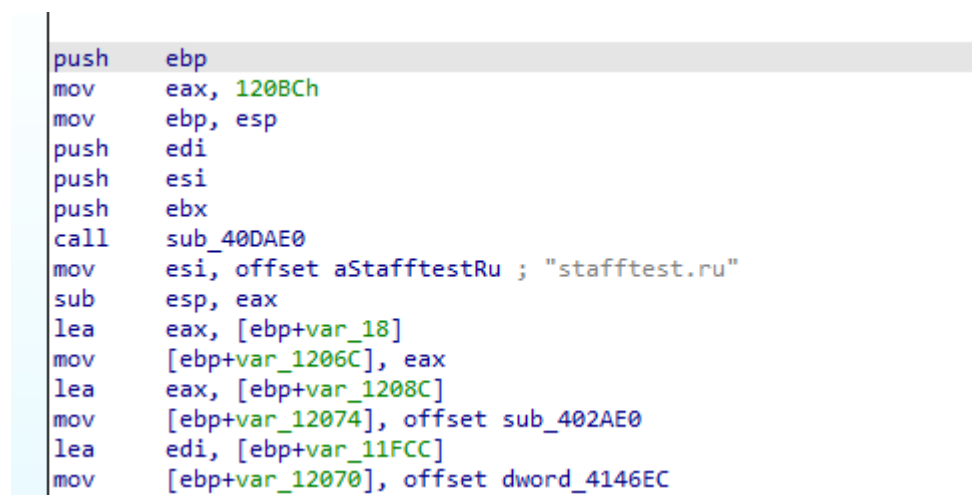 push ebp
mov eax, 120BCh
mov ebp, esp
push edi
push esi
push ebx
call sub_40DAE0
mov esi, offset aStafftestRu ; "stafftest.ru"
sub esp, eax
lea eax, [ebp+var_18]
mov [ebp+var_1206C], eax
lea eax, [ebp+var_1208C]
mov [ebp+var_12074], offset sub_402AE0
lea edi, [ebp+var_11FCC]
mov [ebp+var_12070], offset dword_4146EC